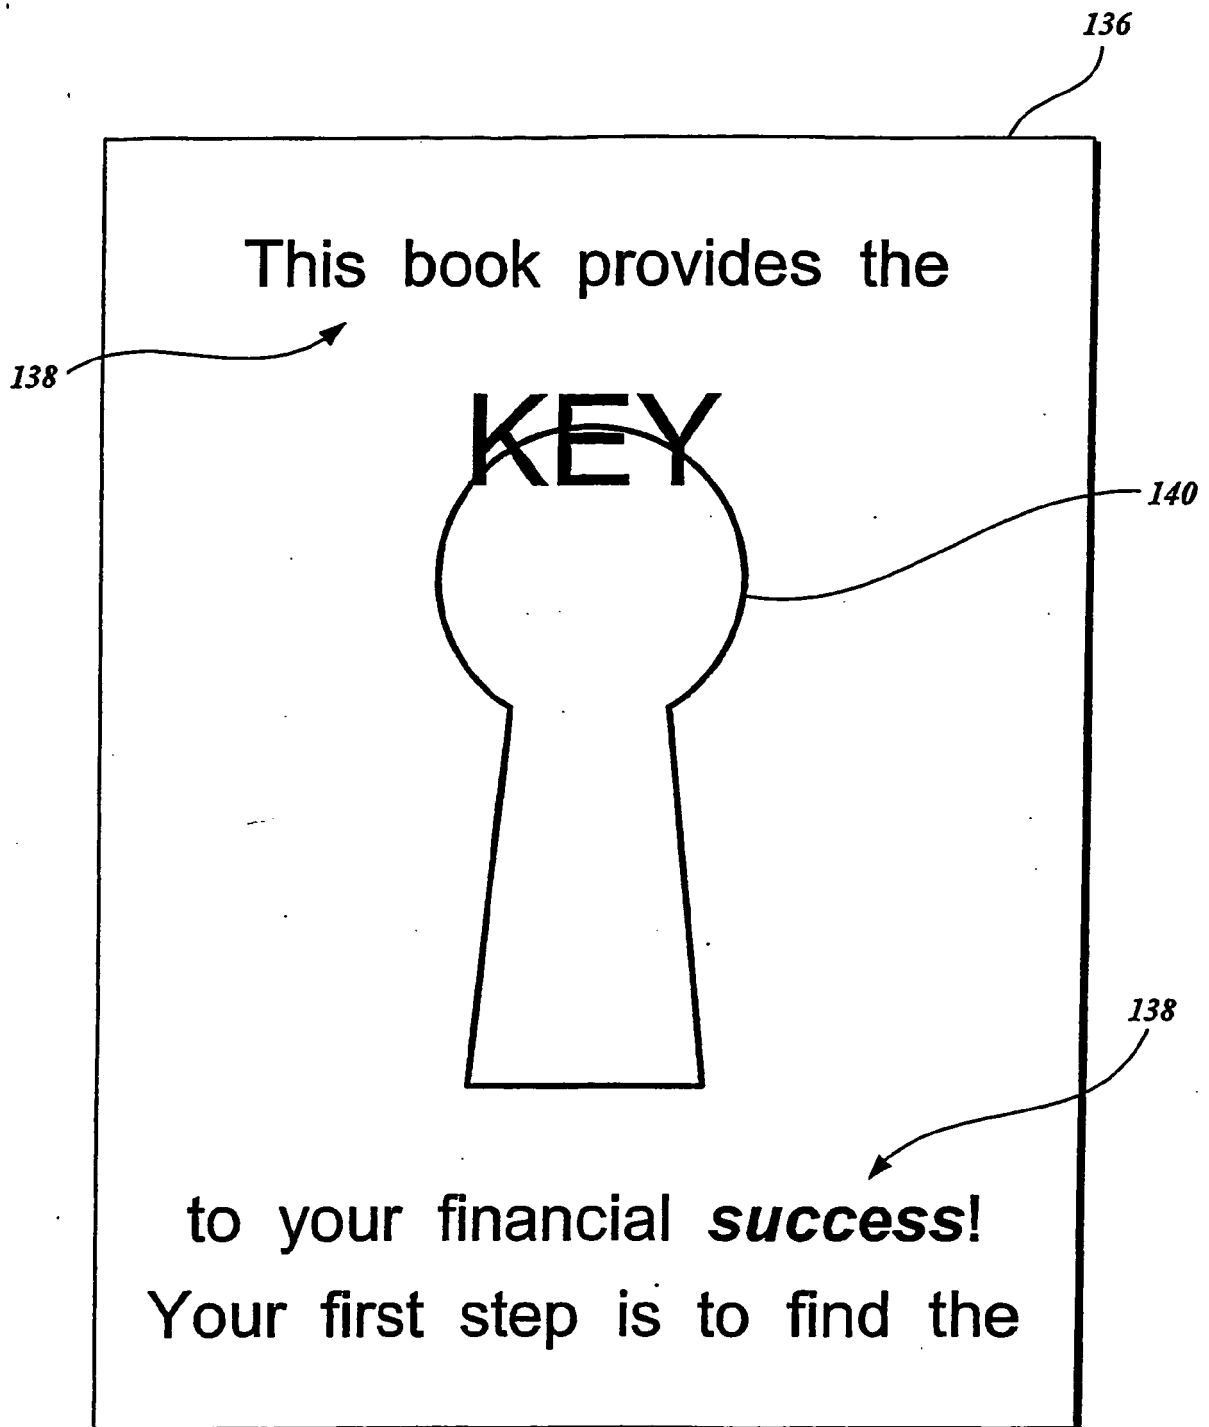 136
This book provides the
138
KEY
140
138
to your financial success!
Your first step is to find the